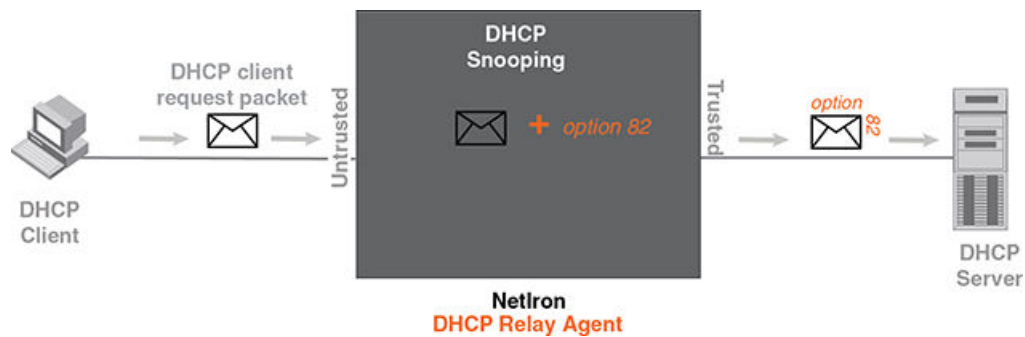 DHCP
Snooping
DHCP client
request packet
Untrusted
+ option 82
Trusted
option
82
DHCP
Client
DHCP
Server
NetIron
DHCP Relay Agent